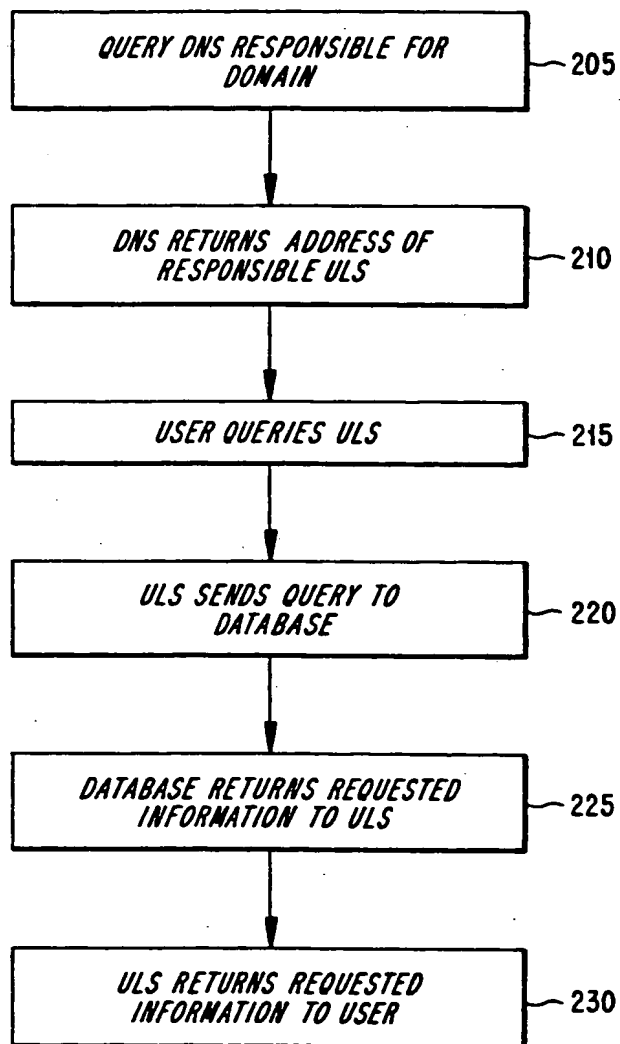 QUERY DNS RESPONSIBLE FOR
DOMAIN
205
DNS RETURNS ADDRESS OF
RESPONSIBLE ULS
210
USER QUERIES ULS
215
ULS SENDS QUERY TO
DATABASE
220
DATABASE RETURNS REQUESTED
INFORMATION TO ULS
225
ULS RETURNS REQUESTED
INFORMATION TO USER
230